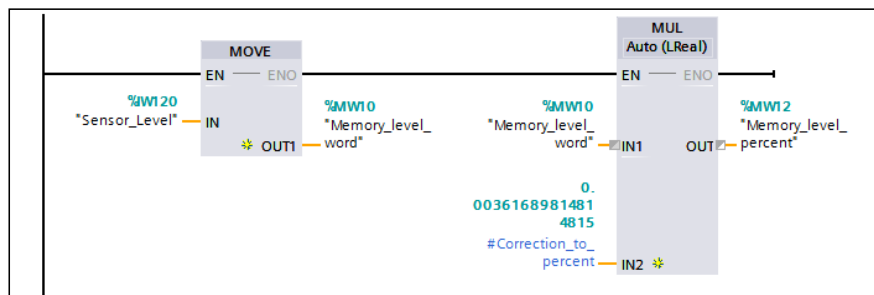 MOVE
EN
ENO
%IW120
"Sensor_Level"
IN
OUT1
%MW10
"Memory_level_
word"
MUL
Auto (LReal)
EN
ENO
%MW10
"Memory_level_
word"
IN1
OUT
%MW12
"Memory_level_
percent"
0.
0036168981481
4815
#Correction_to_
percent
IN2